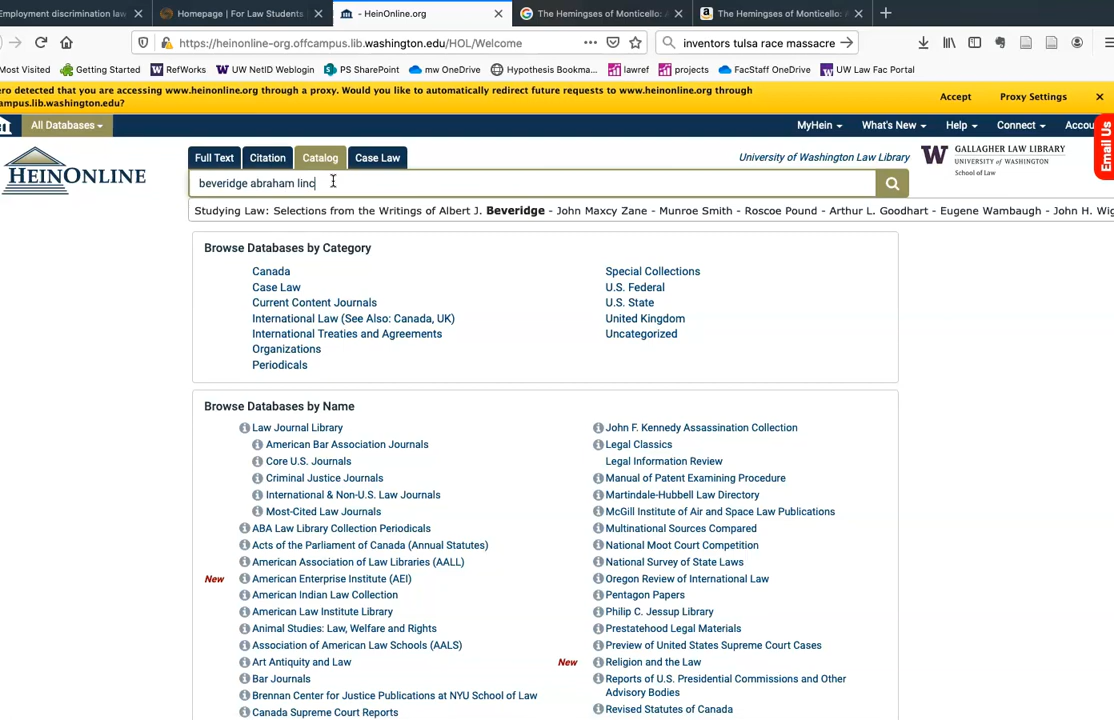 Employment discrimination law
Homepage | For Law Students
- HeinOnline.org
The Hemingses of Monticello:
The Hemingses of Monticello:
https://heinonline-org.offcampus.lib.washington.edu/HOL/Welcome
inventors tulsa race massacre
Most Visited
Getting Started
RefWorks
UW NetID Weblogin
PS SharePoint
mw OneDrive
Hypothesis Bookma...
lawref
projects
FacStaff OneDrive
UW Law Fac Portal
ero detected that you are accessing www.heinonline.org through a proxy. Would you like to automatically redirect future requests to www.heinonline.org through
campus.lib.washington.edu?
Accept
Proxy Settings
All Databases
MyHein
What's New
Help
Connect
Accou
Email Us
HEINONLINE
Full Text
Citation
Catalog
Case Law
University of Washington Law Library
W
GALLAGHER LAW LIBRARY
UNIVERSITY of WASHINGTON
SCHOOL OF LAW
beveridge abraham linc
Studying Law: Selections from the Writings of Albert J. Beveridge - John Maxcy Zane - Munroe Smith - Roscoe Pound - Arthur L. Goodhart - Eugene Wambaugh - John H. Wig
Browse Databases by Category
Canada
Case Law
Current Content Journals
International Law (See Also: Canada, UK)
International Treaties and Agreements
Organizations
Periodicals
Special Collections
U.S. Federal
U.S. State
United Kingdom
Uncategorized
Browse Databases by Name
Law Journal Library
American Bar Association Journals
Core U.S. Journals
Criminal Justice Journals
International & Non-U.S. Law Journals
Most-Cited Law Journals
ABA Law Library Collection Periodicals
Acts of the Parliament of Canada (Annual Statutes)
American Association of Law Libraries (AALL)
New American Enterprise Institute (AEI)
American Indian Law Collection
American Law Institute Library
Animal Studies: Law, Welfare and Rights
Association of American Law Schools (AALS)
Art Antiquity and Law
Bar Journals
Brennan Center for Justice Publications at NYU School of Law
Canada Supreme Court Reports
John F. Kennedy Assassination Collection
Legal Classics
Legal Information Review
Manual of Patent Examining Procedure
Martindale-Hubbell Law Directory
McGill Institute of Air and Space Law Publications
Multinational Sources Compared
National Moot Court Competition
National Survey of State Laws
Oregon Review of International Law
Pentagon Papers
Philip C. Jessup Library
Prestatehood Legal Materials
Preview of United States Supreme Court Cases
New Religion and the Law
Reports of U.S. Presidential Commissions and Other
Advisory Bodies
Revised Statutes of Canada